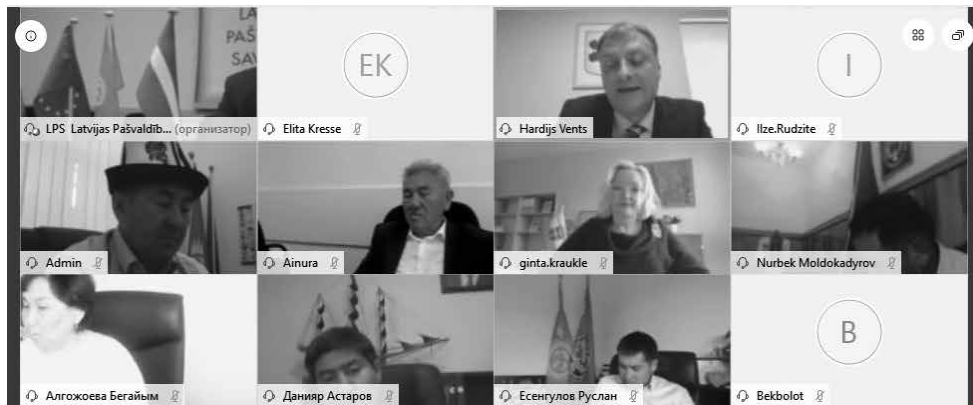 LA
PAŠ
SA
LPS Latvijas Pašvaldīb... (организатор)
EK
Elita Kresse
Hardijs Vents
I
Ilze.Rudzite
Admin
Ainura
ginta.kraukle
Nurbek Moldokadyrov
Алгожоева Бегайым
Данияр Астаров
Есенгулов Руслан
B
Bekbolot